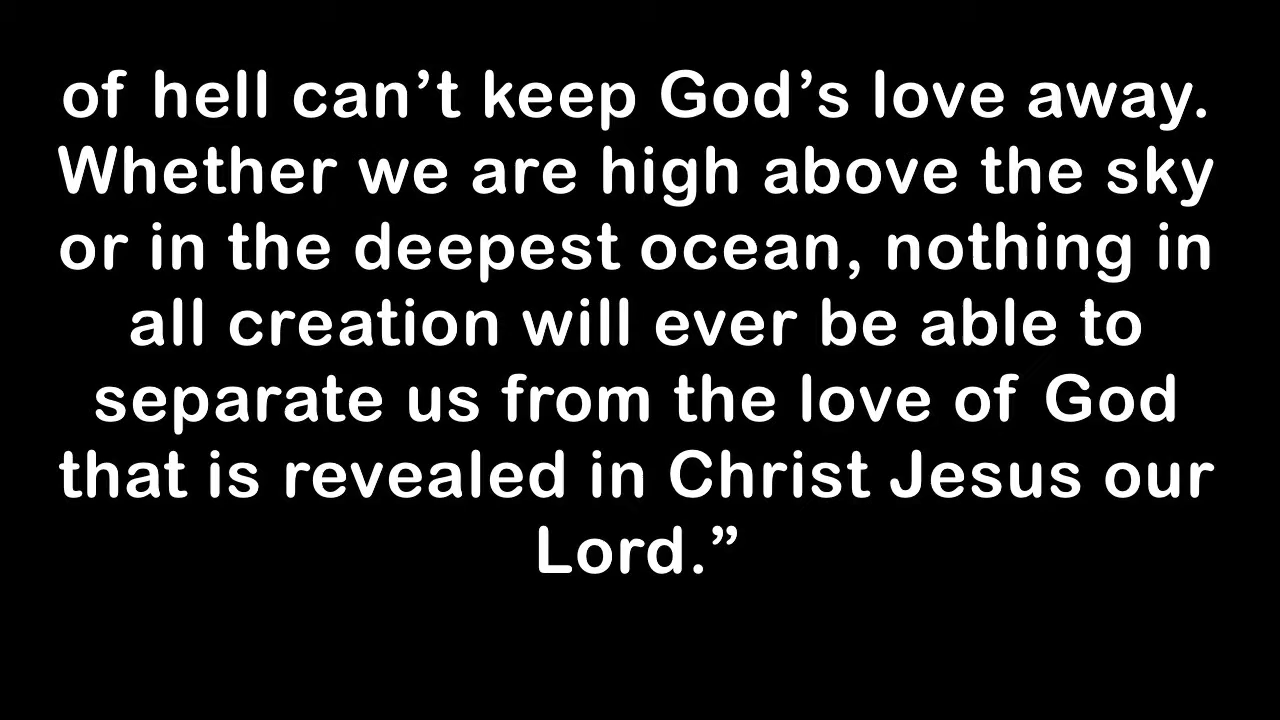 of hell can’t keep God’s love away.
Whether we are high above the sky
or in the deepest ocean, nothing in
all creation will ever be able to
separate us from the love of God
that is revealed in Christ Jesus our
Lord.”